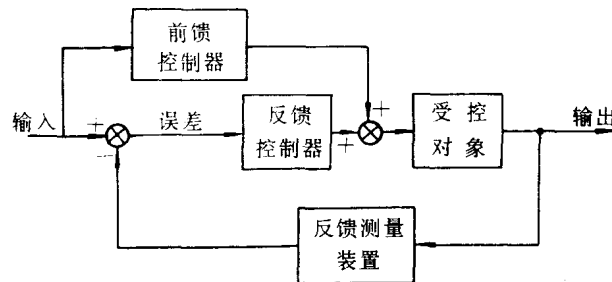 前馈
控制器
+
输入
+
误差
反馈
控制器
+
受控
对象
输出
−
反馈测量
装置